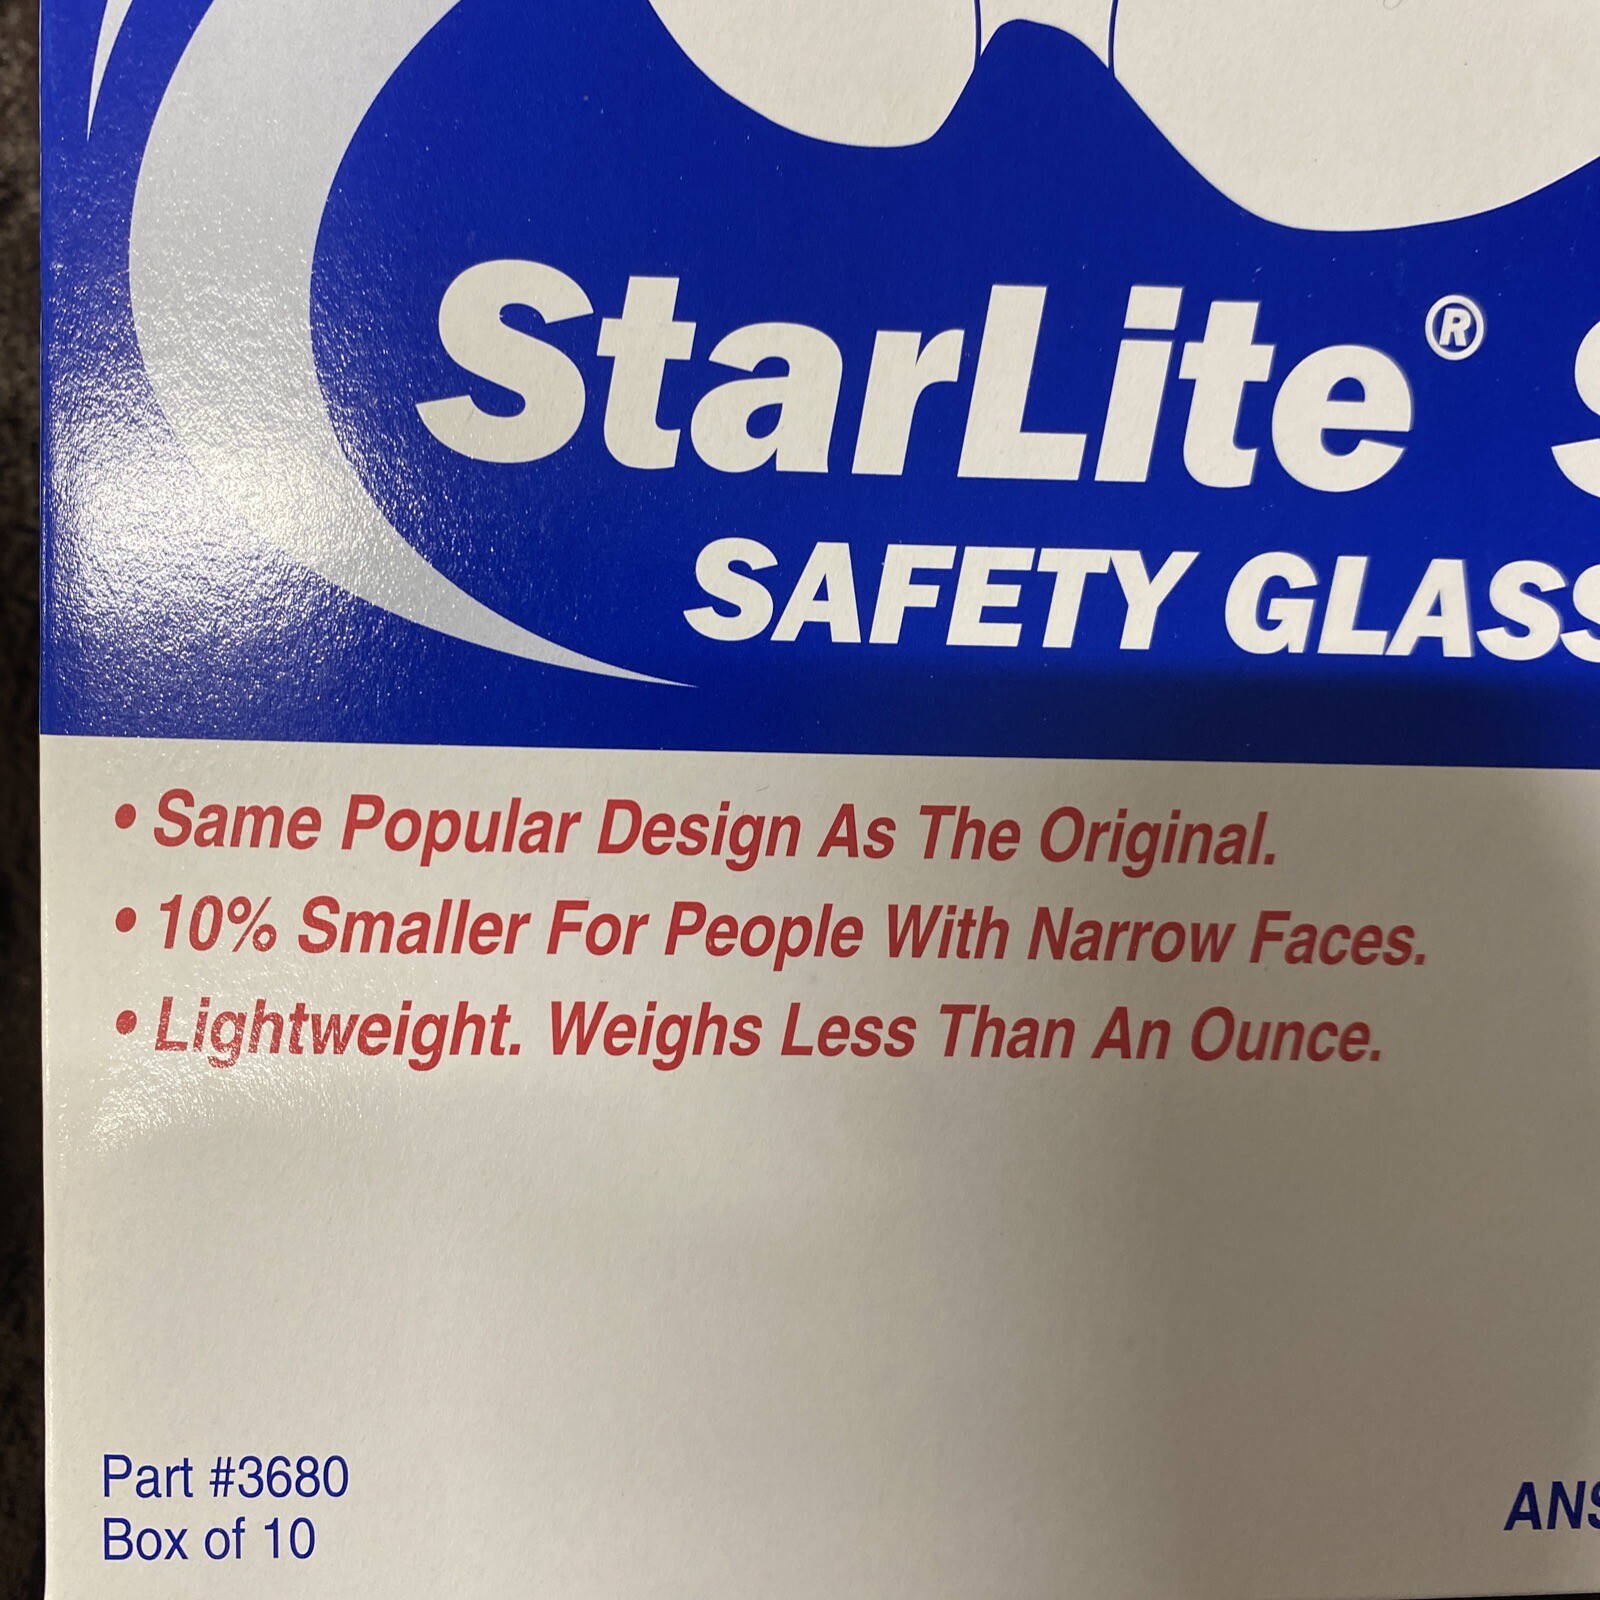 StarLite®
SAFETY GLASS
• Same Popular Design As The Original.
• 10% Smaller For People With Narrow Faces.
• Lightweight. Weighs Less Than An Ounce.
Part #3680
Box of 10
ANS